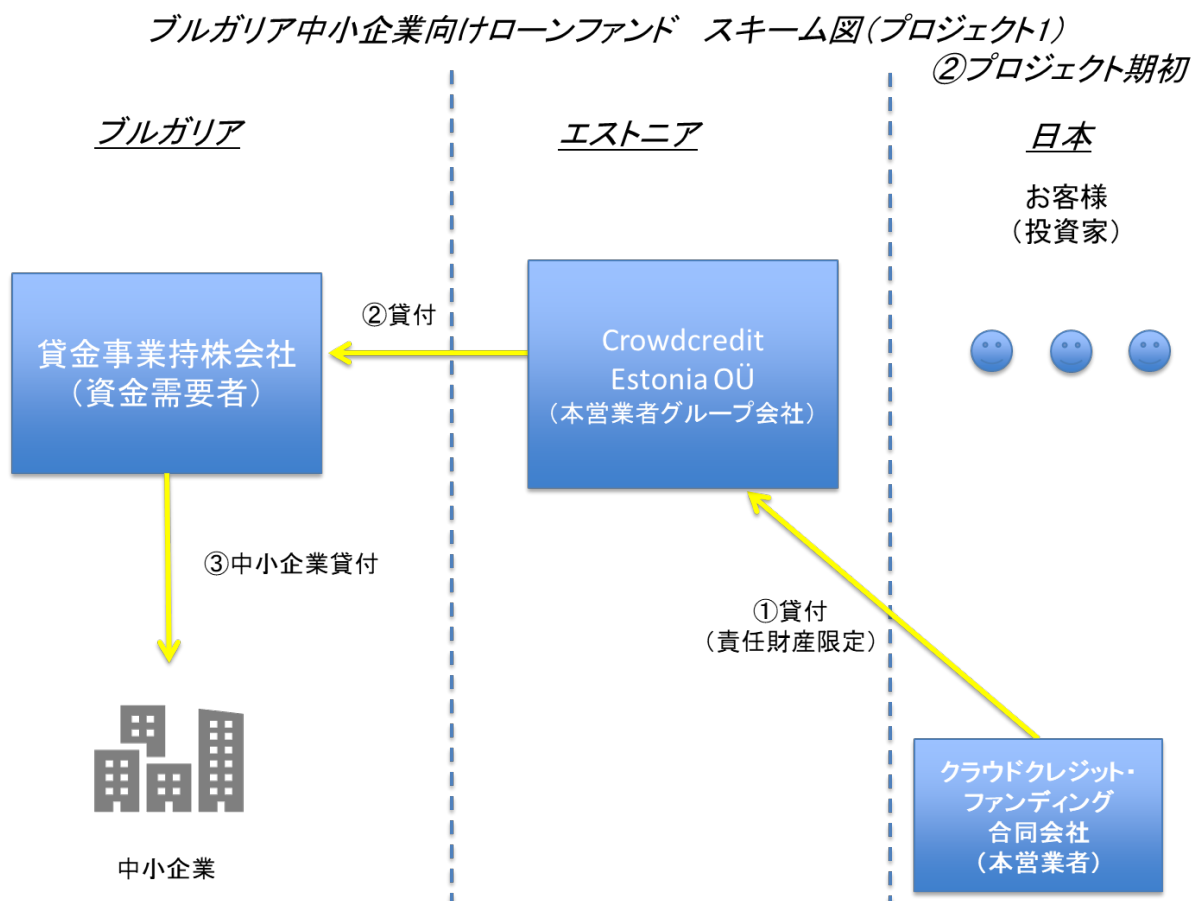 ブルガリア中小企業向けローンファンド　スキーム図(プロジェクト1)
②プロジェクト期初
ブルガリア
エストニア
日本
お客様
（投資家）
貸金事業持株会社
（資金需要者）
②貸付
Crowdcredit
Estonia OÜ
（本営業者グループ会社）
③中小企業貸付
①貸付
（責任財産限定）
クラウドクレジット・
ファンディング
合同会社
（本営業者）
中小企業